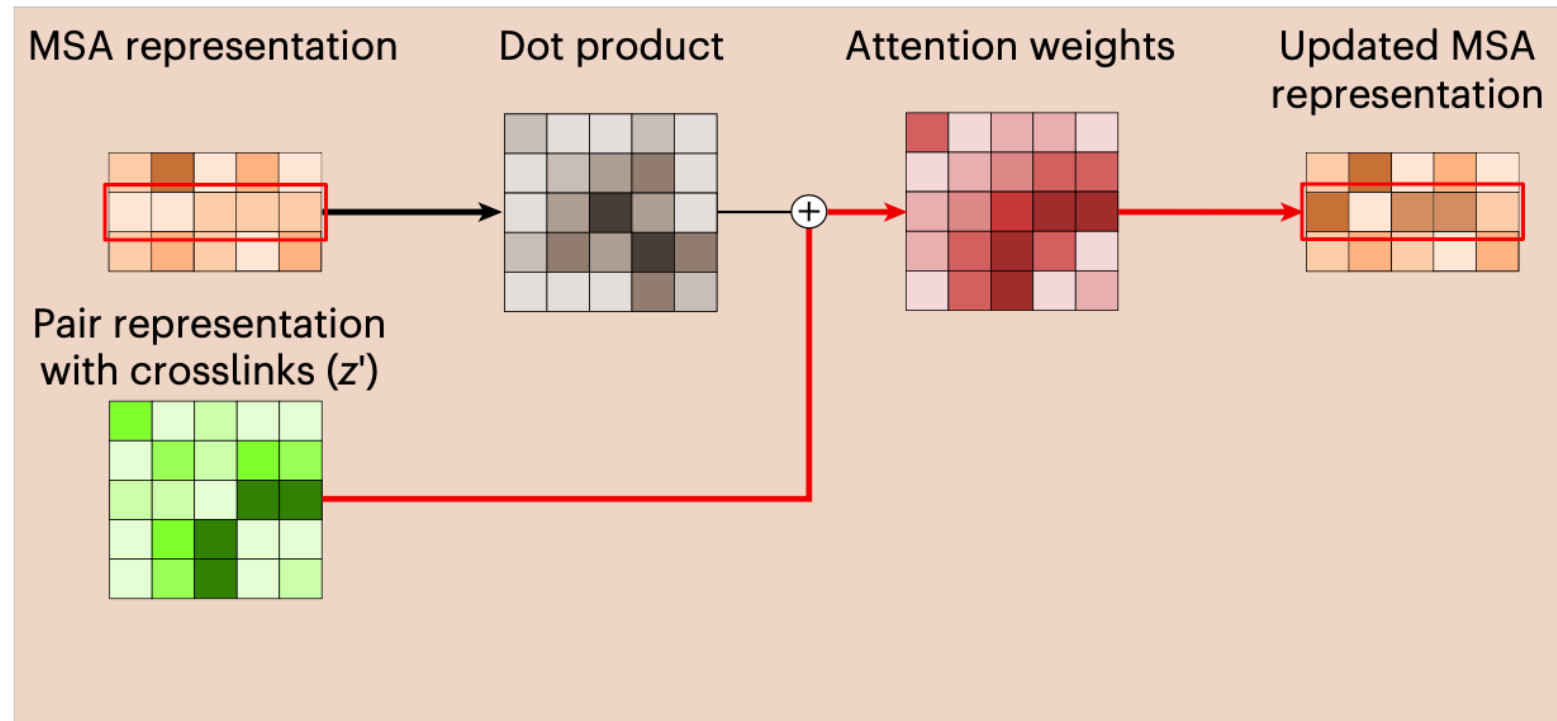 MSA representation
Dot product
Attention weights
Updated MSA
representation
+
Pair representation
with crosslinks (z')